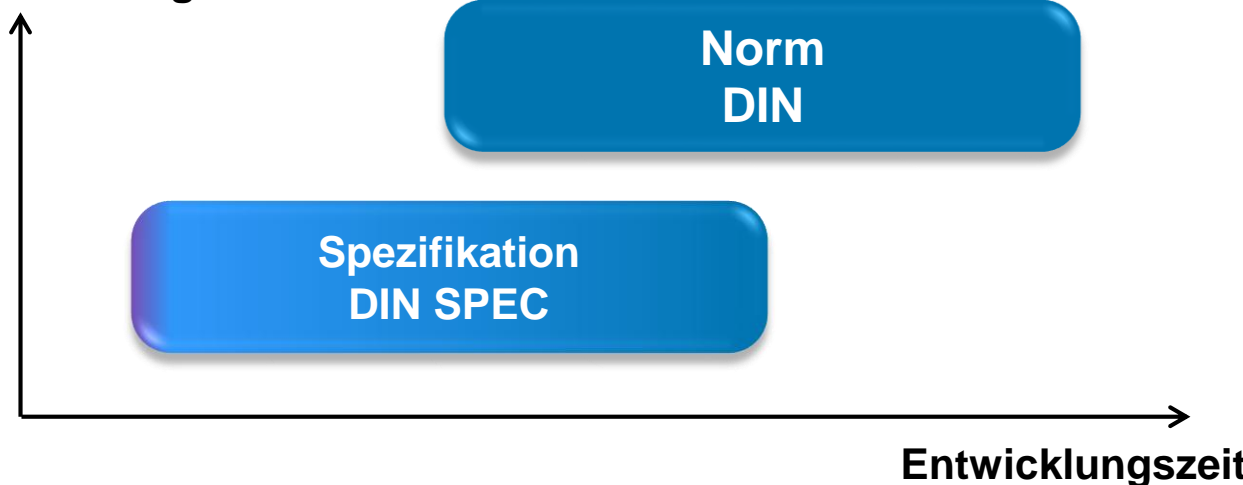 Norm
DIN
Spezifikation
DIN SPEC
Entwicklungszeit